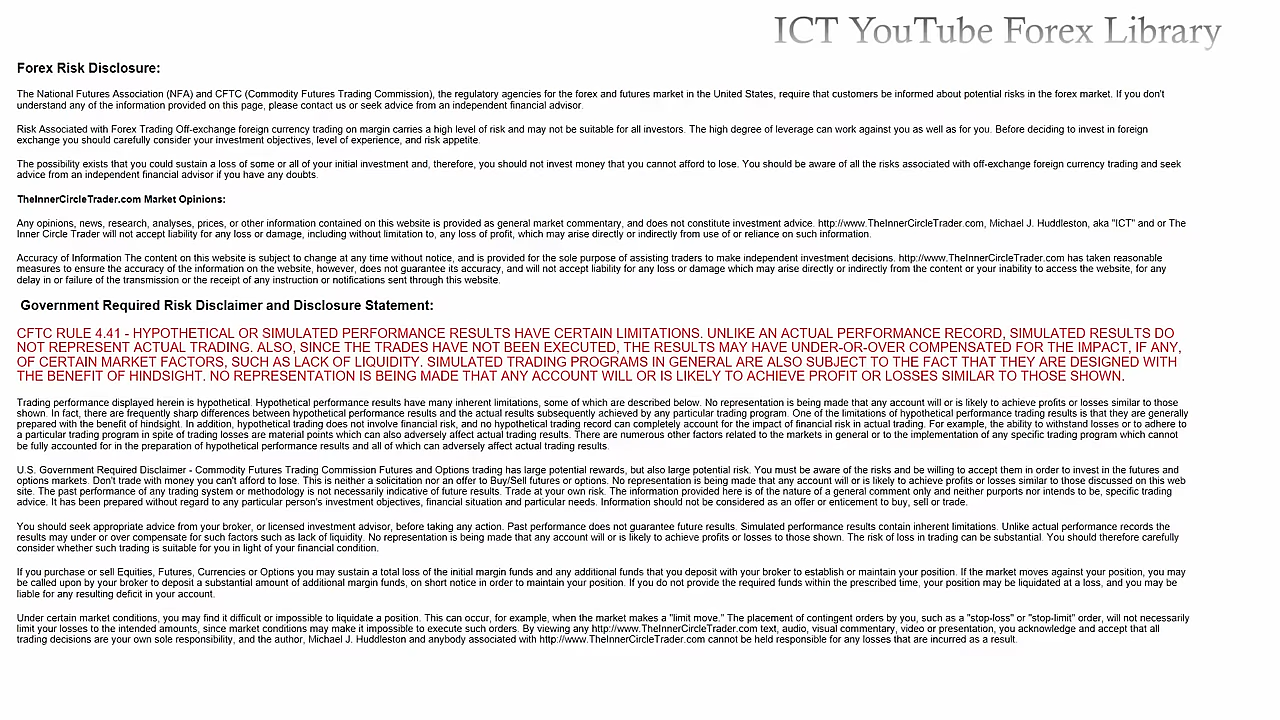 ICT YouTube Forex Library
Forex Risk Disclosure:
The National Futures Association (NFA) and CFTC (Commodity Futures Trading Commission), the regulatory agencies for the forex and futures market in the United States, require that customers be informed about potential risks in the forex market. If you don't
understand any of the information provided on this page, please contact us or seek advice from an independent financial advisor.
Risk Associated with Forex Trading Off-exchange foreign currency trading on margin carries a high level of risk and may not be suitable for all investors. The high degree of leverage can work against you as well as for you. Before deciding to invest in foreign
exchange you should carefully consider your investment objectives, level of experience, and risk appetite.
The possibility exists that you could sustain a loss of some or all of your initial investment and, therefore, you should not invest money that you cannot afford to lose. You should be aware of all the risks associated with off-exchange foreign currency trading and seek
advice from an independent financial advisor if you have any doubts.
TheInnerCircleTrader.com Market Opinions:
Any opinions, news, research, analyses, prices, or other information contained on this website is provided as general market commentary, and does not constitute investment advice. http://www.TheInnerCircleTrader.com, Michael J. Huddleston, aka "ICT" and or The
Inner Circle Trader will not accept liability for any loss or damage, including without limitation to, any loss of profit, which may arise directly or indirectly from use of or reliance on such information.
Accuracy of Information The content on this website is subject to change at any time without notice, and is provided for the sole purpose of assisting traders to make independent investment decisions. http://www.TheInnerCircleTrader.com has taken reasonable
measures to ensure the accuracy of the information on the website, however, does not guarantee its accuracy, and will not accept liability for any loss or damage which may arise directly or indirectly from the content or your inability to access the website, for any
delay in or failure of the transmission or the receipt of any instruction or notifications sent through this website.
Government Required Risk Disclaimer and Disclosure Statement:
CFTC RULE 4.41 - HYPOTHETICAL OR SIMULATED PERFORMANCE RESULTS HAVE CERTAIN LIMITATIONS. UNLIKE AN ACTUAL PERFORMANCE RECORD, SIMULATED RESULTS DO
NOT REPRESENT ACTUAL TRADING. ALSO, SINCE THE TRADES HAVE NOT BEEN EXECUTED, THE RESULTS MAY HAVE UNDER-OR-OVER COMPENSATED FOR THE IMPACT, IF ANY,
OF CERTAIN MARKET FACTORS, SUCH AS LACK OF LIQUIDITY. SIMULATED TRADING PROGRAMS IN GENERAL ARE ALSO SUBJECT TO THE FACT THAT THEY ARE DESIGNED WITH
THE BENEFIT OF HINDSIGHT. NO REPRESENTATION IS BEING MADE THAT ANY ACCOUNT WILL OR IS LIKELY TO ACHIEVE PROFIT OR LOSSES SIMILAR TO THOSE SHOWN.
Trading performance displayed herein is hypothetical. Hypothetical performance results have many inherent limitations, some of which are described below. No representation is being made that any account will or is likely to achieve profits or losses similar to those
shown. In fact, there are frequently sharp differences between hypothetical performance results and the actual results subsequently achieved by any particular trading program. One of the limitations of hypothetical performance trading results is that they are generally
prepared with the benefit of hindsight. In addition, hypothetical trading does not involve financial risk, and no hypothetical trading record can completely account for the impact of financial risk in actual trading. For example, the ability to withstand losses or to adhere to
a particular trading program in spite of trading losses are material points which can also adversely affect actual trading results. There are numerous other factors related to the markets in general or to the implementation of any specific trading program which cannot
be fully accounted for in the preparation of hypothetical performance results and all of which can adversely affect actual trading results.
U.S. Government Required Disclaimer - Commodity Futures Trading Commission Futures and Options trading has large potential rewards, but also large potential risk. You must be aware of the risks and be willing to accept them in order to invest in the futures and
options markets. Don't trade with money you can't afford to lose. This is neither a solicitation nor an offer to Buy/Sell futures or options. No representation is being made that any account will or is likely to achieve profits or losses similar to those discussed on this web
site. The past performance of any trading system or methodology is not necessarily indicative of future results. Trade at your own risk. The information provided here is of the nature of a general comment only and neither purports nor intends to be, specific trading
advice. It has been prepared without regard to any particular person's investment objectives, financial situation and particular needs. Information should not be considered as an offer or enticement to buy, sell or trade.
You should seek appropriate advice from your broker, or licensed investment advisor, before taking any action. Past performance does not guarantee future results. Simulated performance results contain inherent limitations. Unlike actual performance records the
results may under or over compensate for such factors such as lack of liquidity. No representation is being made that any account will or is likely to achieve profits or losses to those shown. The risk of loss in trading can be substantial. You should therefore carefully
consider whether such trading is suitable for you in light of your financial condition.
If you purchase or sell Equities, Futures, Currencies or Options you may sustain a total loss of the initial margin funds and any additional funds that you deposit with your broker to establish or maintain your position. If the market moves against your position, you may
be called upon by your broker to deposit a substantial amount of additional margin funds, on short notice in order to maintain your position. If you do not provide the required funds within the prescribed time, your position may be liquidated at a loss, and you may be
liable for any resulting deficit in your account.
Under certain market conditions, you may find it difficult or impossible to liquidate a position. This can occur, for example, when the market makes a "limit move." The placement of contingent orders by you, such as a "stop-loss" or "stop-limit" order, will not necessarily
limit your losses to the intended amounts, since market conditions may make it impossible to execute such orders. By viewing any http://www.TheInnerCircleTrader.com text, audio, visual commentary, video or presentation, you acknowledge and accept that all
trading decisions are your own sole responsibility, and the author, Michael J. Huddleston and anybody associated with http://www.TheInnerCircleTrader.com cannot be held responsible for any losses that are incurred as a result.